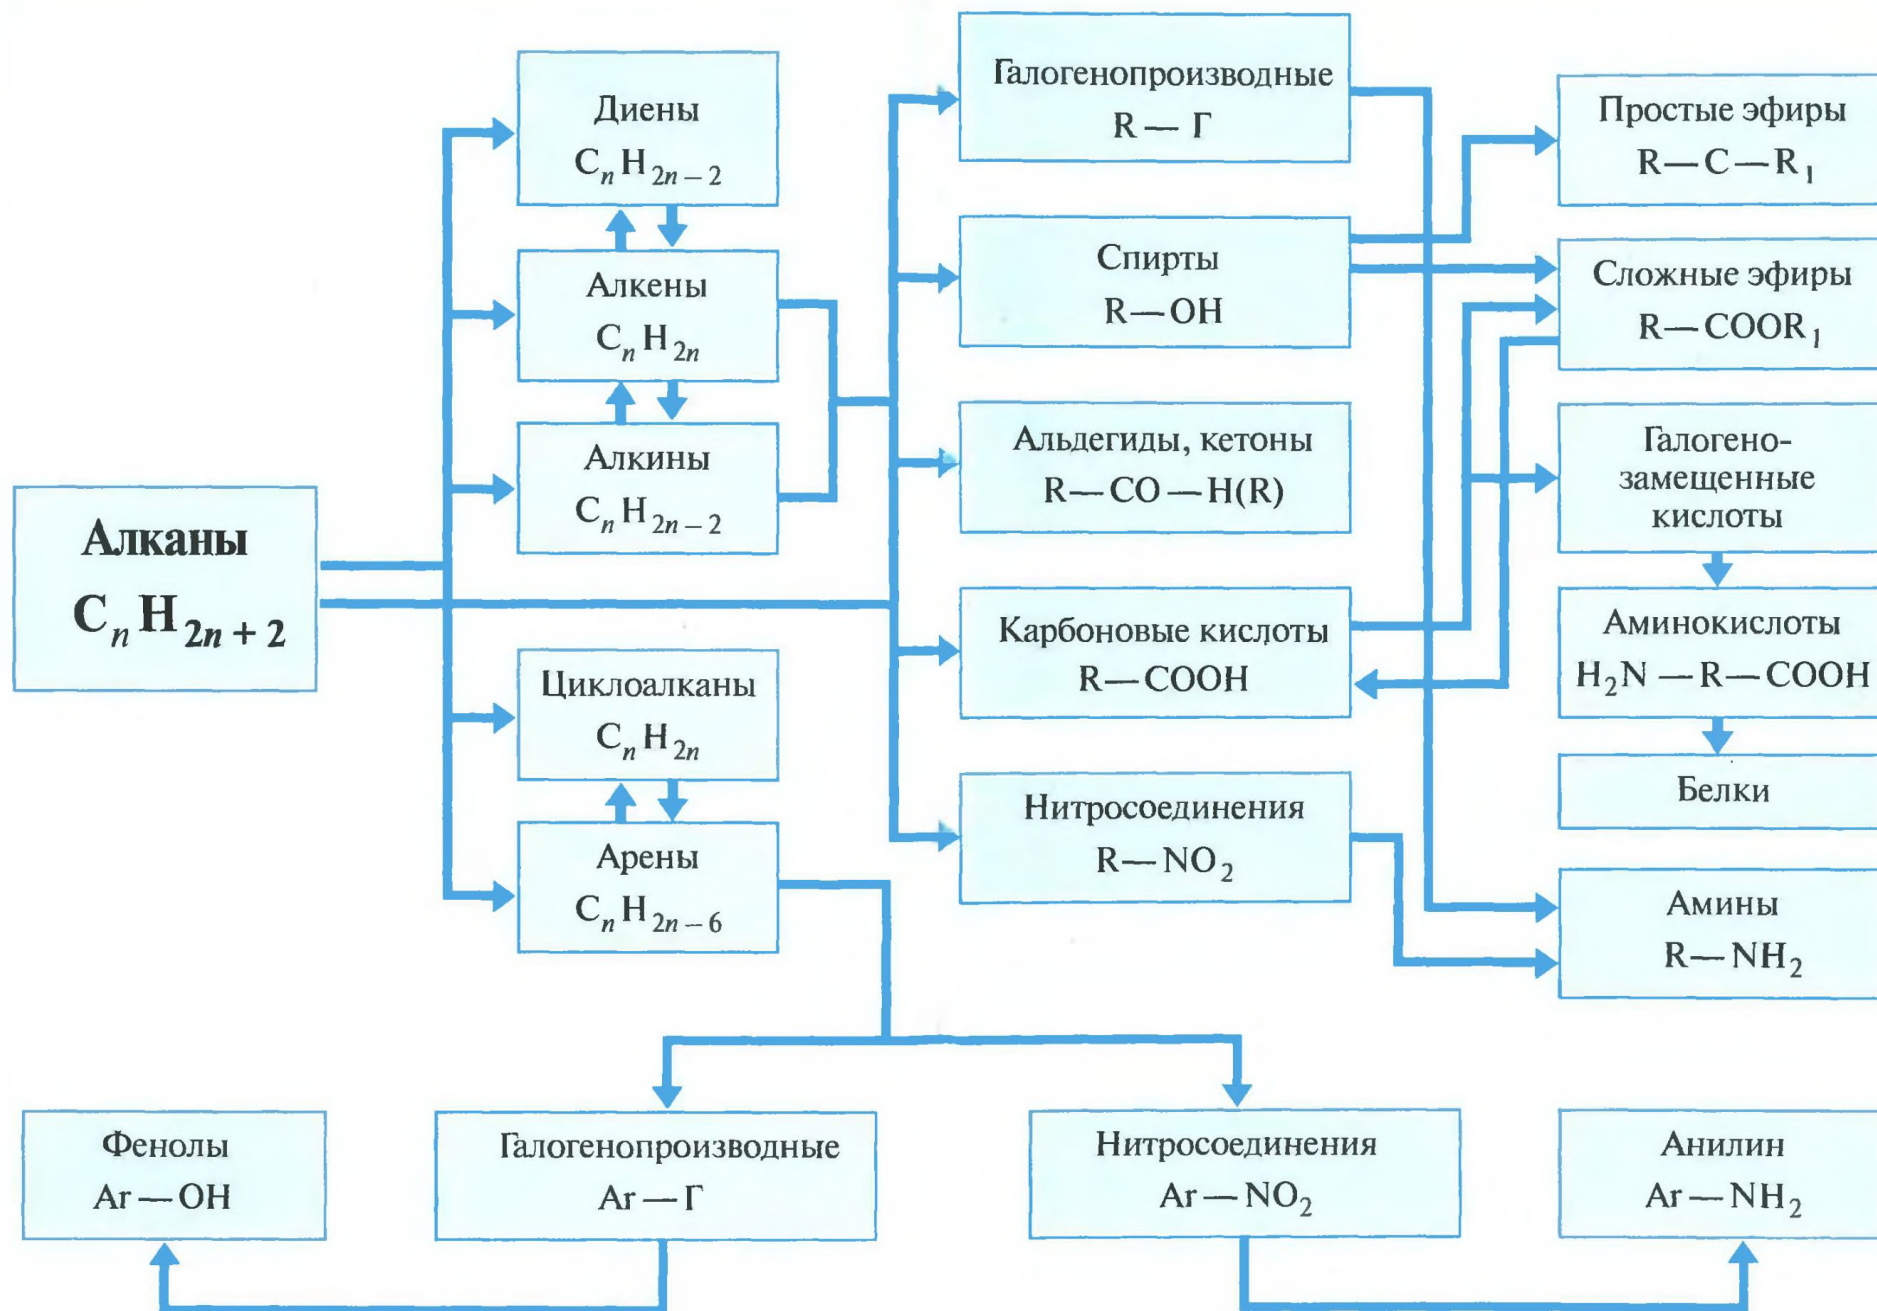 Алканы
CₙH₂ₙ₊₂
Диены
CₙH₂ₙ₋₂
Алкены
CₙH₂ₙ
Алкины
CₙH₂ₙ₋₂
Циклоалканы
CₙH₂ₙ
Арены
CₙH₂ₙ₋₆
Галогенопроизводные
R — Г
Спирты
R — OH
Альдегиды, кетоны
R — CO — H(R)
Карбоновые кислоты
R — COOH
Нитросоединения
R — NO₂
Простые эфиры
R — C — R₁
Сложные эфиры
R — COOR₁
Галогено-
замещенные
кислоты
Аминокислоты
H₂N — R — COOH
Белки
Амины
R — NH₂
Фенолы
Ar — OH
Галогенопроизводные
Ar — Г
Нитросоединения
Ar — NO₂
Анилин
Ar — NH₂